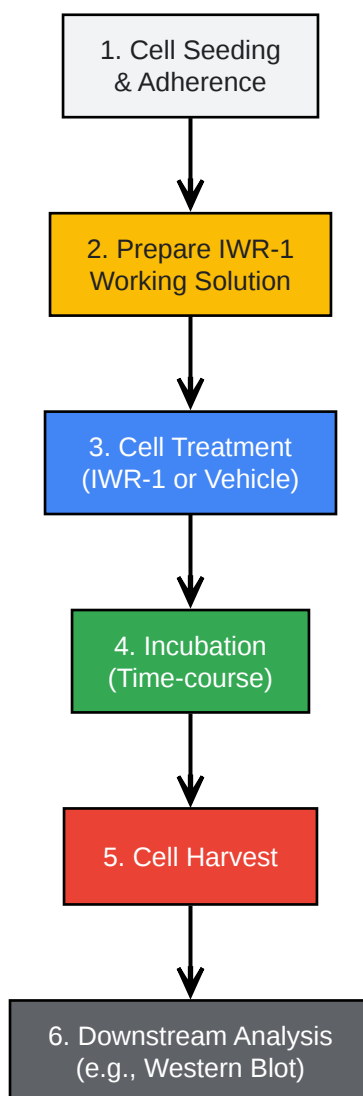 1. Cell Seeding
& Adherence
2. Prepare IWR-1
Working Solution
3. Cell Treatment
(IWR-1 or Vehicle)
4. Incubation
(Time-course)
5. Cell Harvest
6. Downstream Analysis
(e.g., Western Blot)